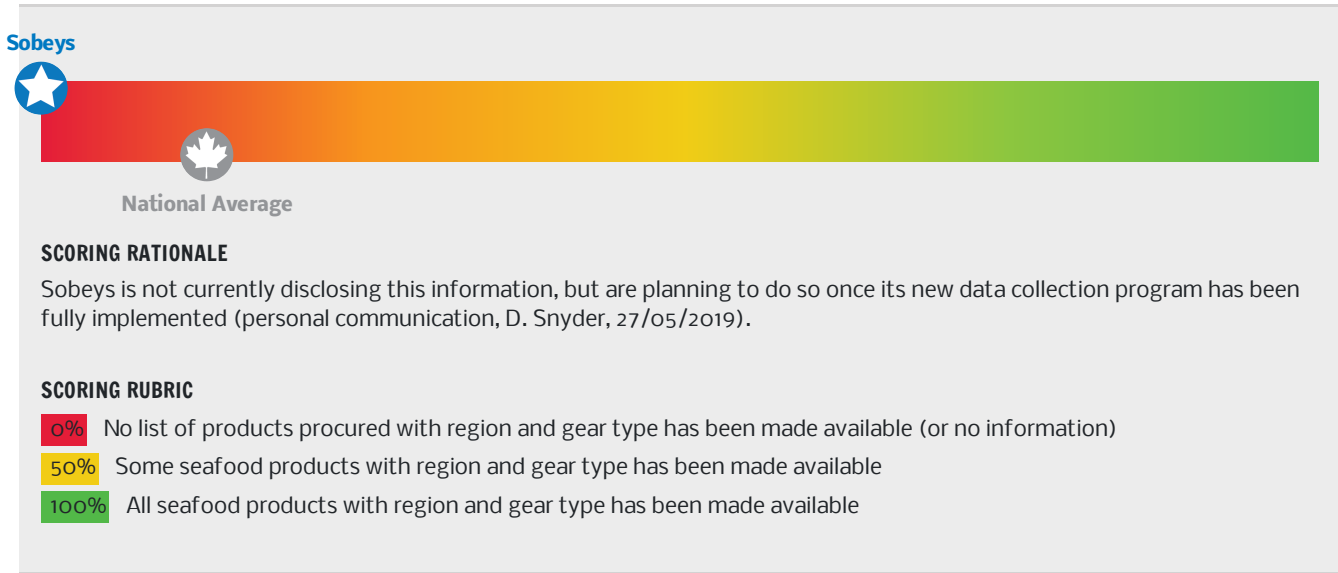 Sobeys
National Average
SCORING RATIONALE
Sobeys is not currently disclosing this information, but are planning to do so once its new data collection program has been
fully implemented (personal communication, D. Snyder, 27/05/2019).
SCORING RUBRIC
0% No list of products procured with region and gear type has been made available (or no information)
50% Some seafood products with region and gear type has been made available
100% All seafood products with region and gear type has been made available